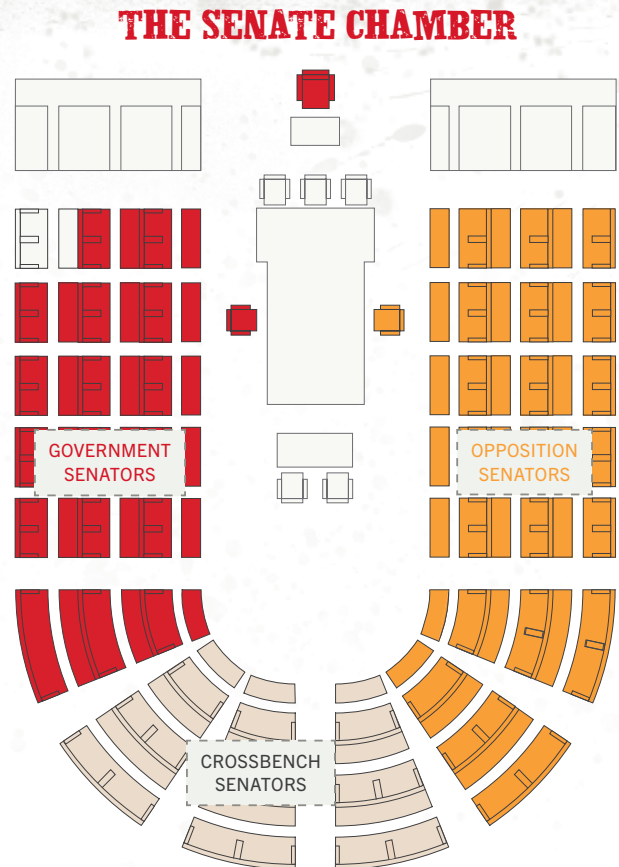 THE SENATE CHAMBER
GOVERNMENT
SENATORS
OPPOSITION
SENATORS
CROSSBENCH
SENATORS